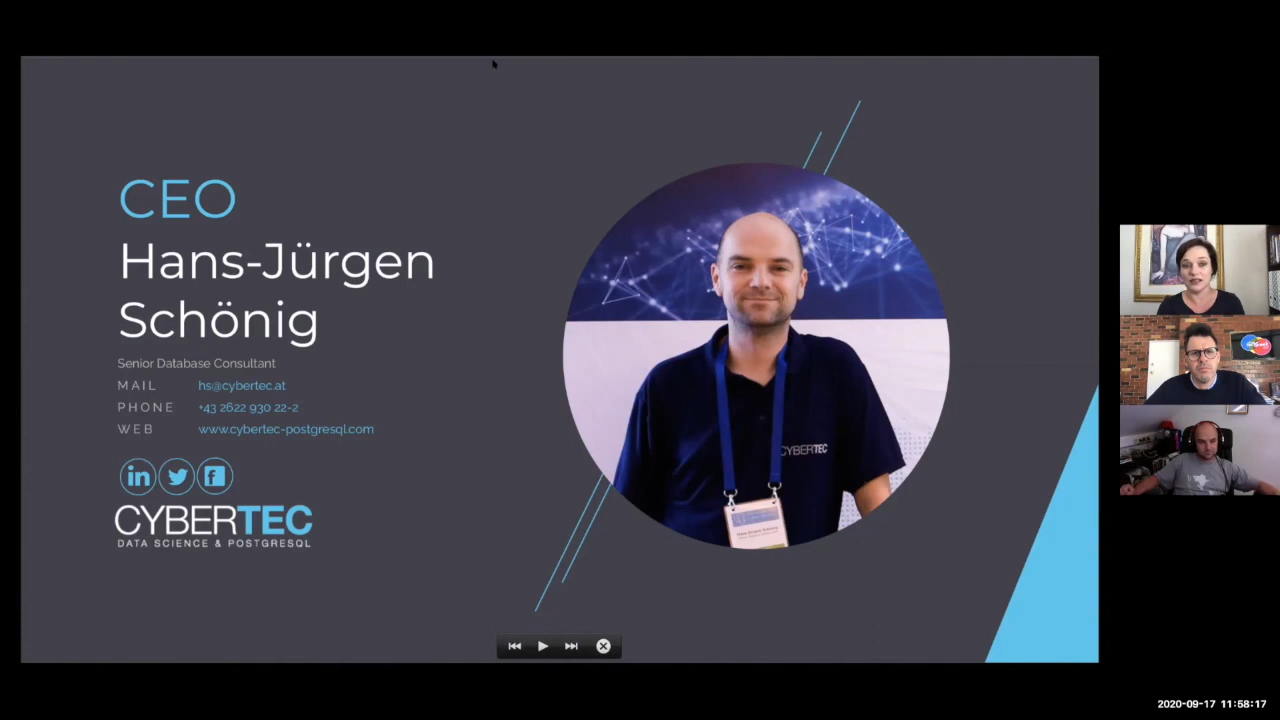 CEO
Hans-Jürgen
Schönig
Senior Database Consultant
MAIL hs@cybertec.at
PHONE +43 2622 930 22-2
WEB www.cybertec-postgresql.com
in f
CYBERTEC
DATA SCIENCE & POSTGRESQL
CYBERTEC
2020-09-17 11:58:17